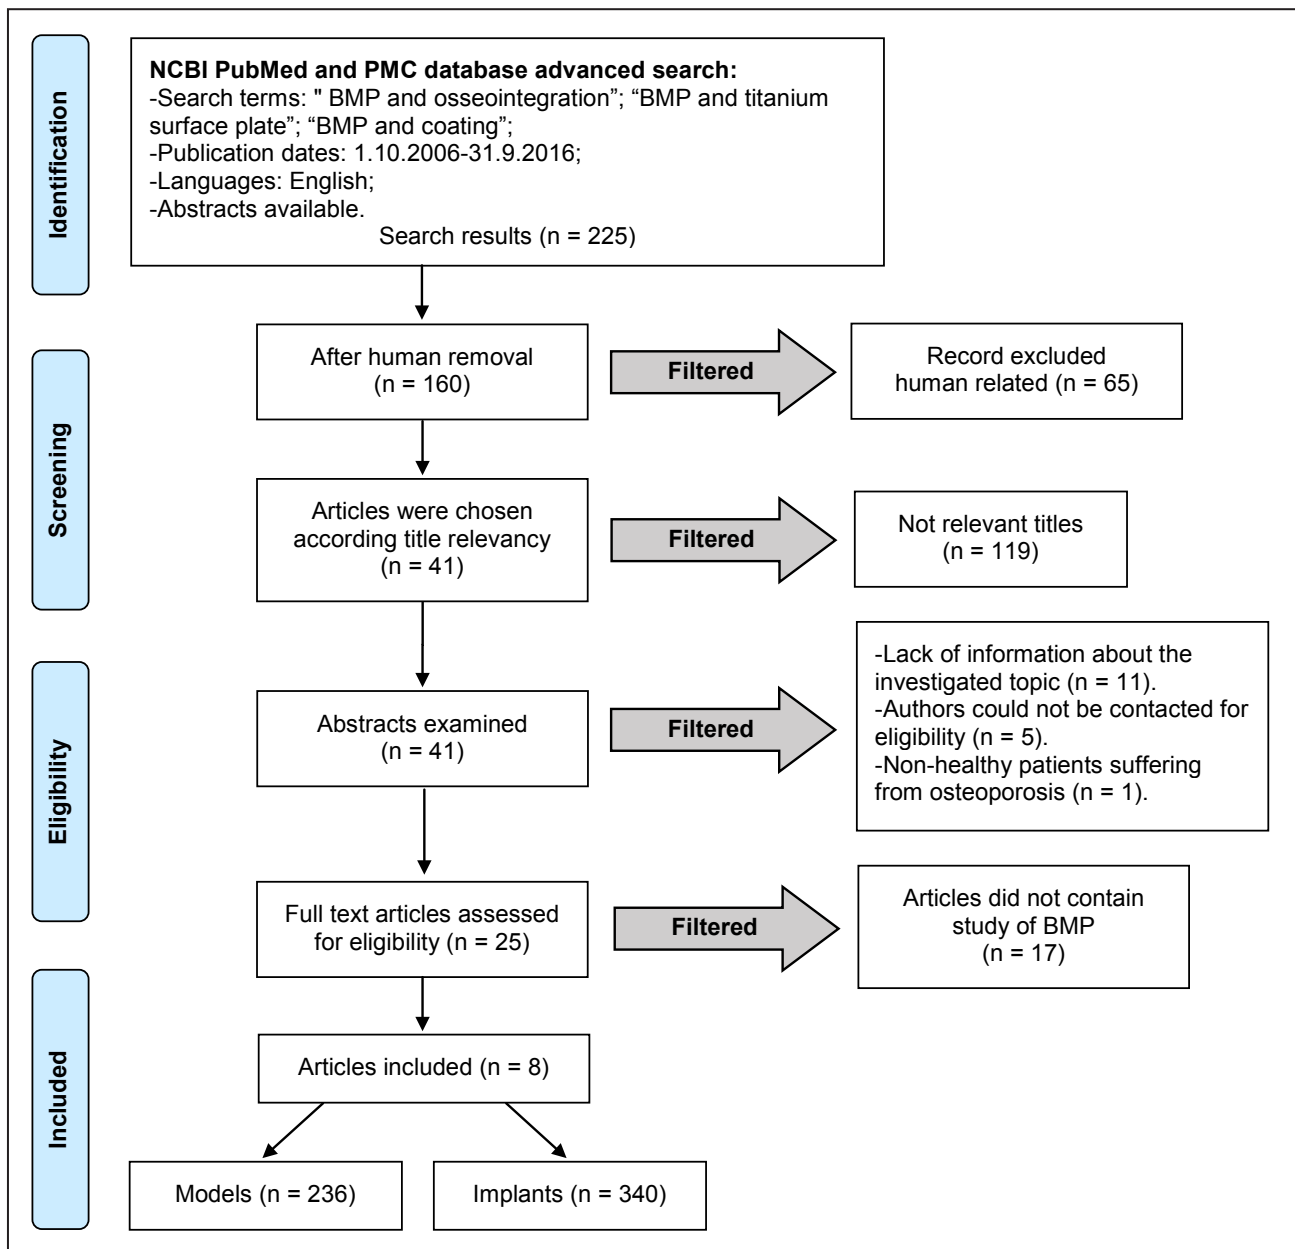 Identification
NCBI PubMed and PMC database advanced search:
-Search terms: " BMP and osseointegration”; “BMP and titanium
surface plate”; “BMP and coating”;
-Publication dates: 1.10.2006-31.9.2016;
-Languages: English;
-Abstracts available.
Search results (n = 225)
Screening
After human removal
(n = 160)
Filtered
Record excluded
human related (n = 65)
Articles were chosen
according title relevancy
(n = 41)
Filtered
Not relevant titles
(n = 119)
Eligibility
Abstracts examined
(n = 41)
Filtered
-Lack of information about the
investigated topic (n = 11).
-Authors could not be contacted for
eligibility (n = 5).
-Non-healthy patients suffering
from osteoporosis (n = 1).
Full text articles assessed
for eligibility (n = 25)
Filtered
Articles did not contain
study of BMP
(n = 17)
Included
Articles included (n = 8)
Models (n = 236)
Implants (n = 340)